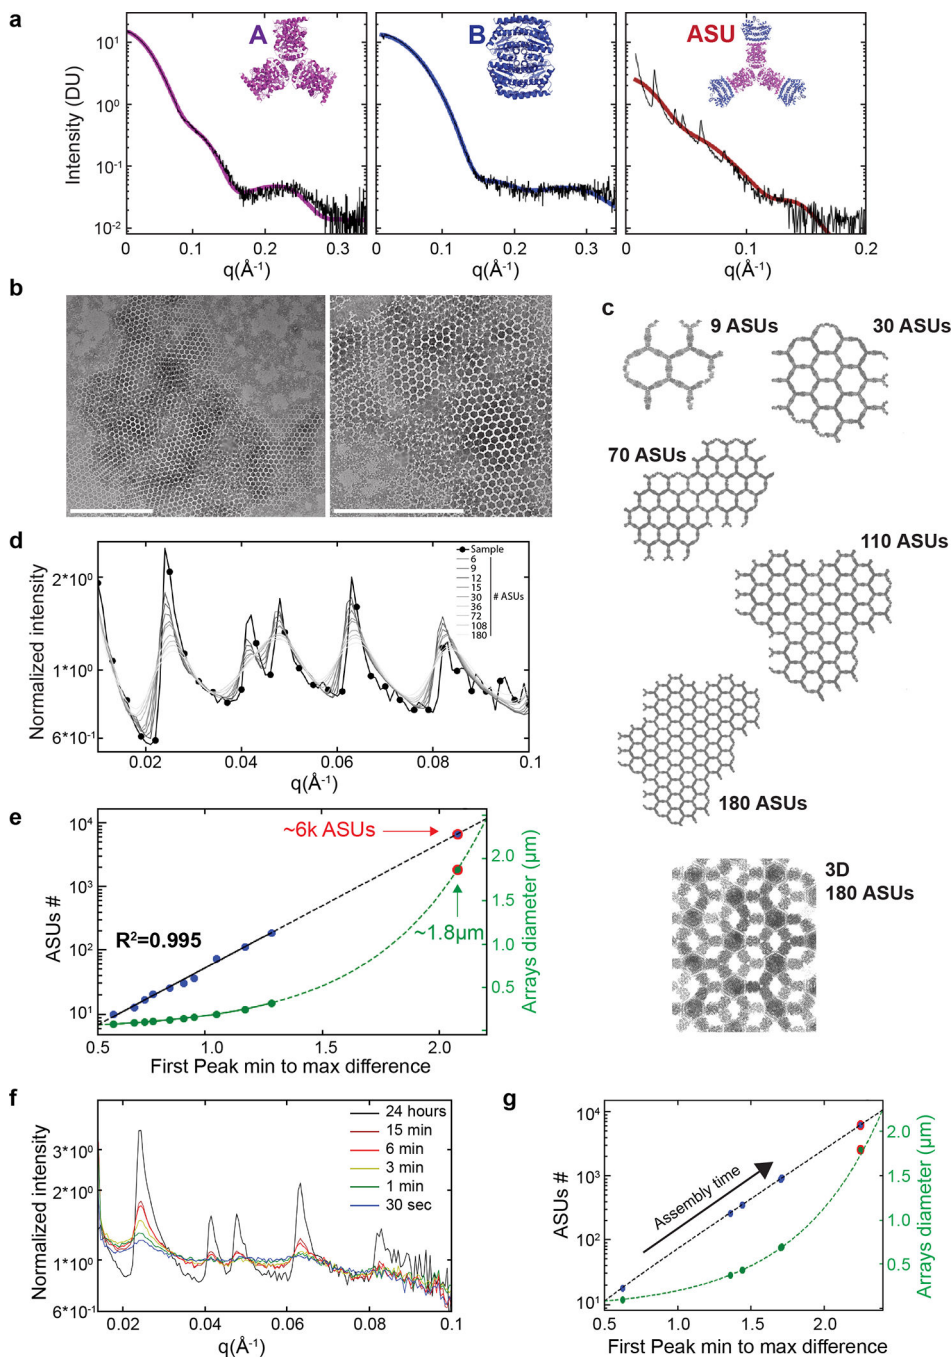 a
A
B
ASU
Intensity (DU)
10¹
10⁰
10⁻¹
10⁻²
0
0.1
0.2
0.3
q(Å⁻¹)
0
0.1
0.2
0.3
q(Å⁻¹)
0
0.1
0.2
q(Å⁻¹)
b
c
9 ASUs
30 ASUs
70 ASUs
110 ASUs
180 ASUs
3D
180 ASUs
d
Normalized intensity
2*10⁰
1*10⁰
6*10⁻¹
Sample
6
9
12
15
30
36
72
108
180
# ASUs
0.02
0.04
0.06
0.08
0.1
q(Å⁻¹)
e
ASUs #
10⁴
10³
10²
10¹
~6k ASUs
R²=0.995
~1.8μm
2.0
1.5
1.0
0.5
Arrays diameter (μm)
0.5
1.0
1.5
2.0
First Peak min to max difference
f
Normalized intensity
3*10⁰
2*10⁰
1*10⁰
6*10⁻¹
24 hours
15 min
6 min
3 min
1 min
30 sec
0.02
0.04
0.06
0.08
0.1
q(Å⁻¹)
g
ASUs #
10⁴
10³
10²
10¹
Assembly time
2.0
1.5
1.0
0.5
Arrays diameter (μm)
0.5
1.0
1.5
2.0
First Peak min to max difference